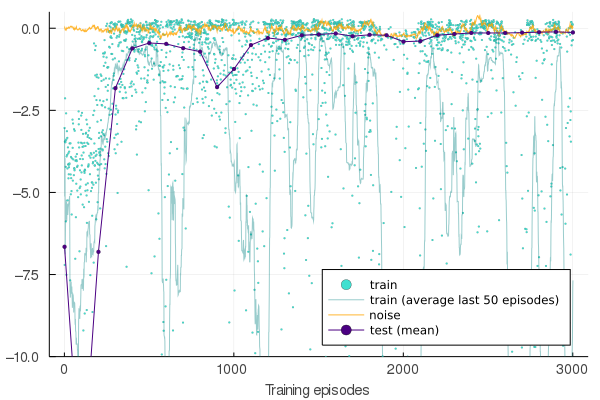 0.0
−2.5
−5.0
−7.5
−10.0
0
1000
2000
3000
Training episodes
train
train (average last 50 episodes)
noise
test (mean)